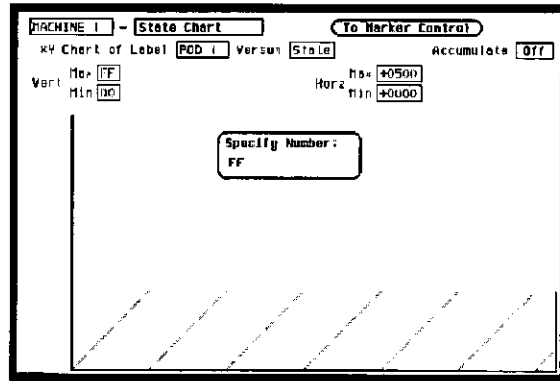 MACHINE 1 - State Chart To Marker Control
XY Chart of Label POD 1 Versus State Accumulate Off
Vert Max FF Horz Max +0500
Min 00 Min +0000
Specify Number:
FF